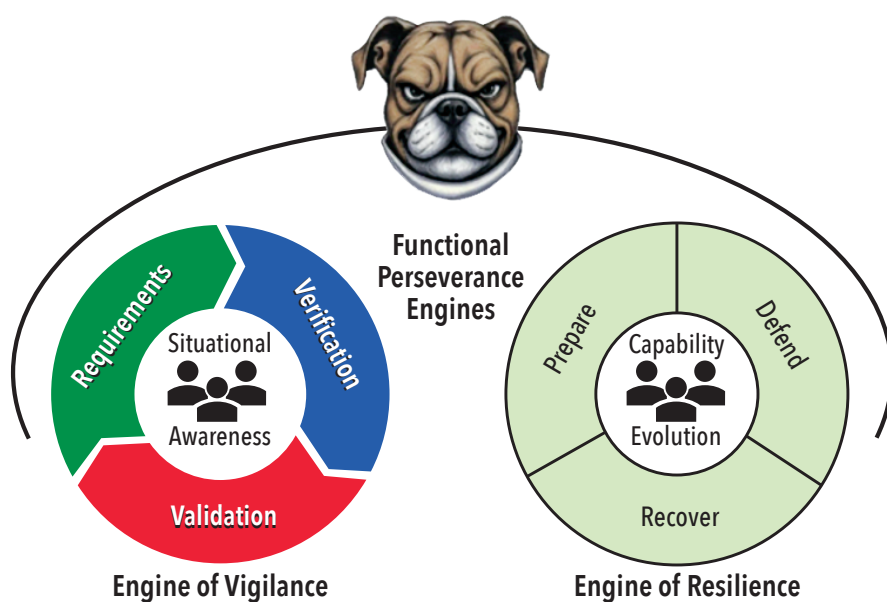 Functional
Perseverance
Engines
Requirements
Verification
Situational
Awareness
Validation
Engine of Vigilance
Prepare
Defend
Capability
Evolution
Recover
Engine of Resilience